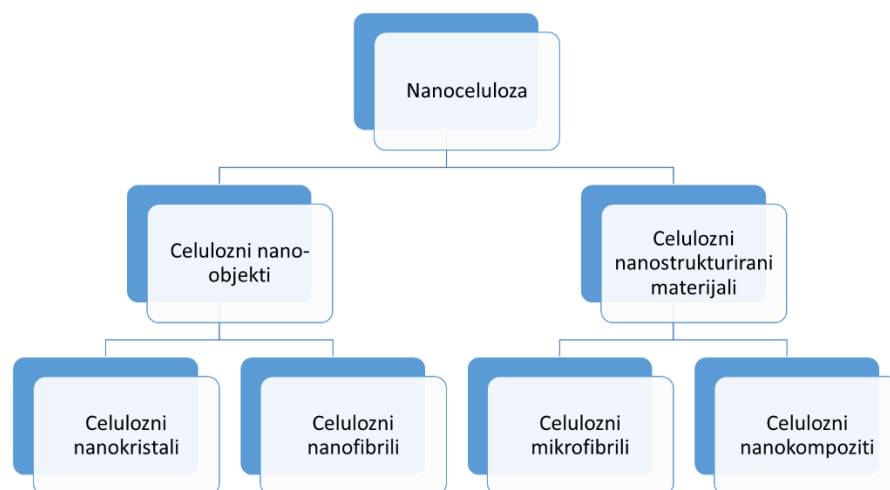 Nanoceluloza
Celulozni nano-
objekti
Celulozni
nanostrukturirani
materijali
Celulozni
nanokristali
Celulozni
nanofibrili
Celulozni
mikrofibrili
Celulozni
nanokompoziti